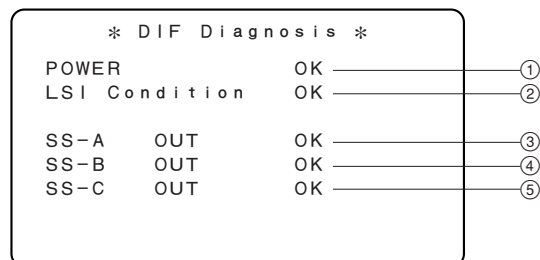 * DIF Diagnosis *
POWER OK ①
LSI Condition OK ②
SS-A OUT OK ③
SS-B OUT OK ④
SS-C OUT OK ⑤